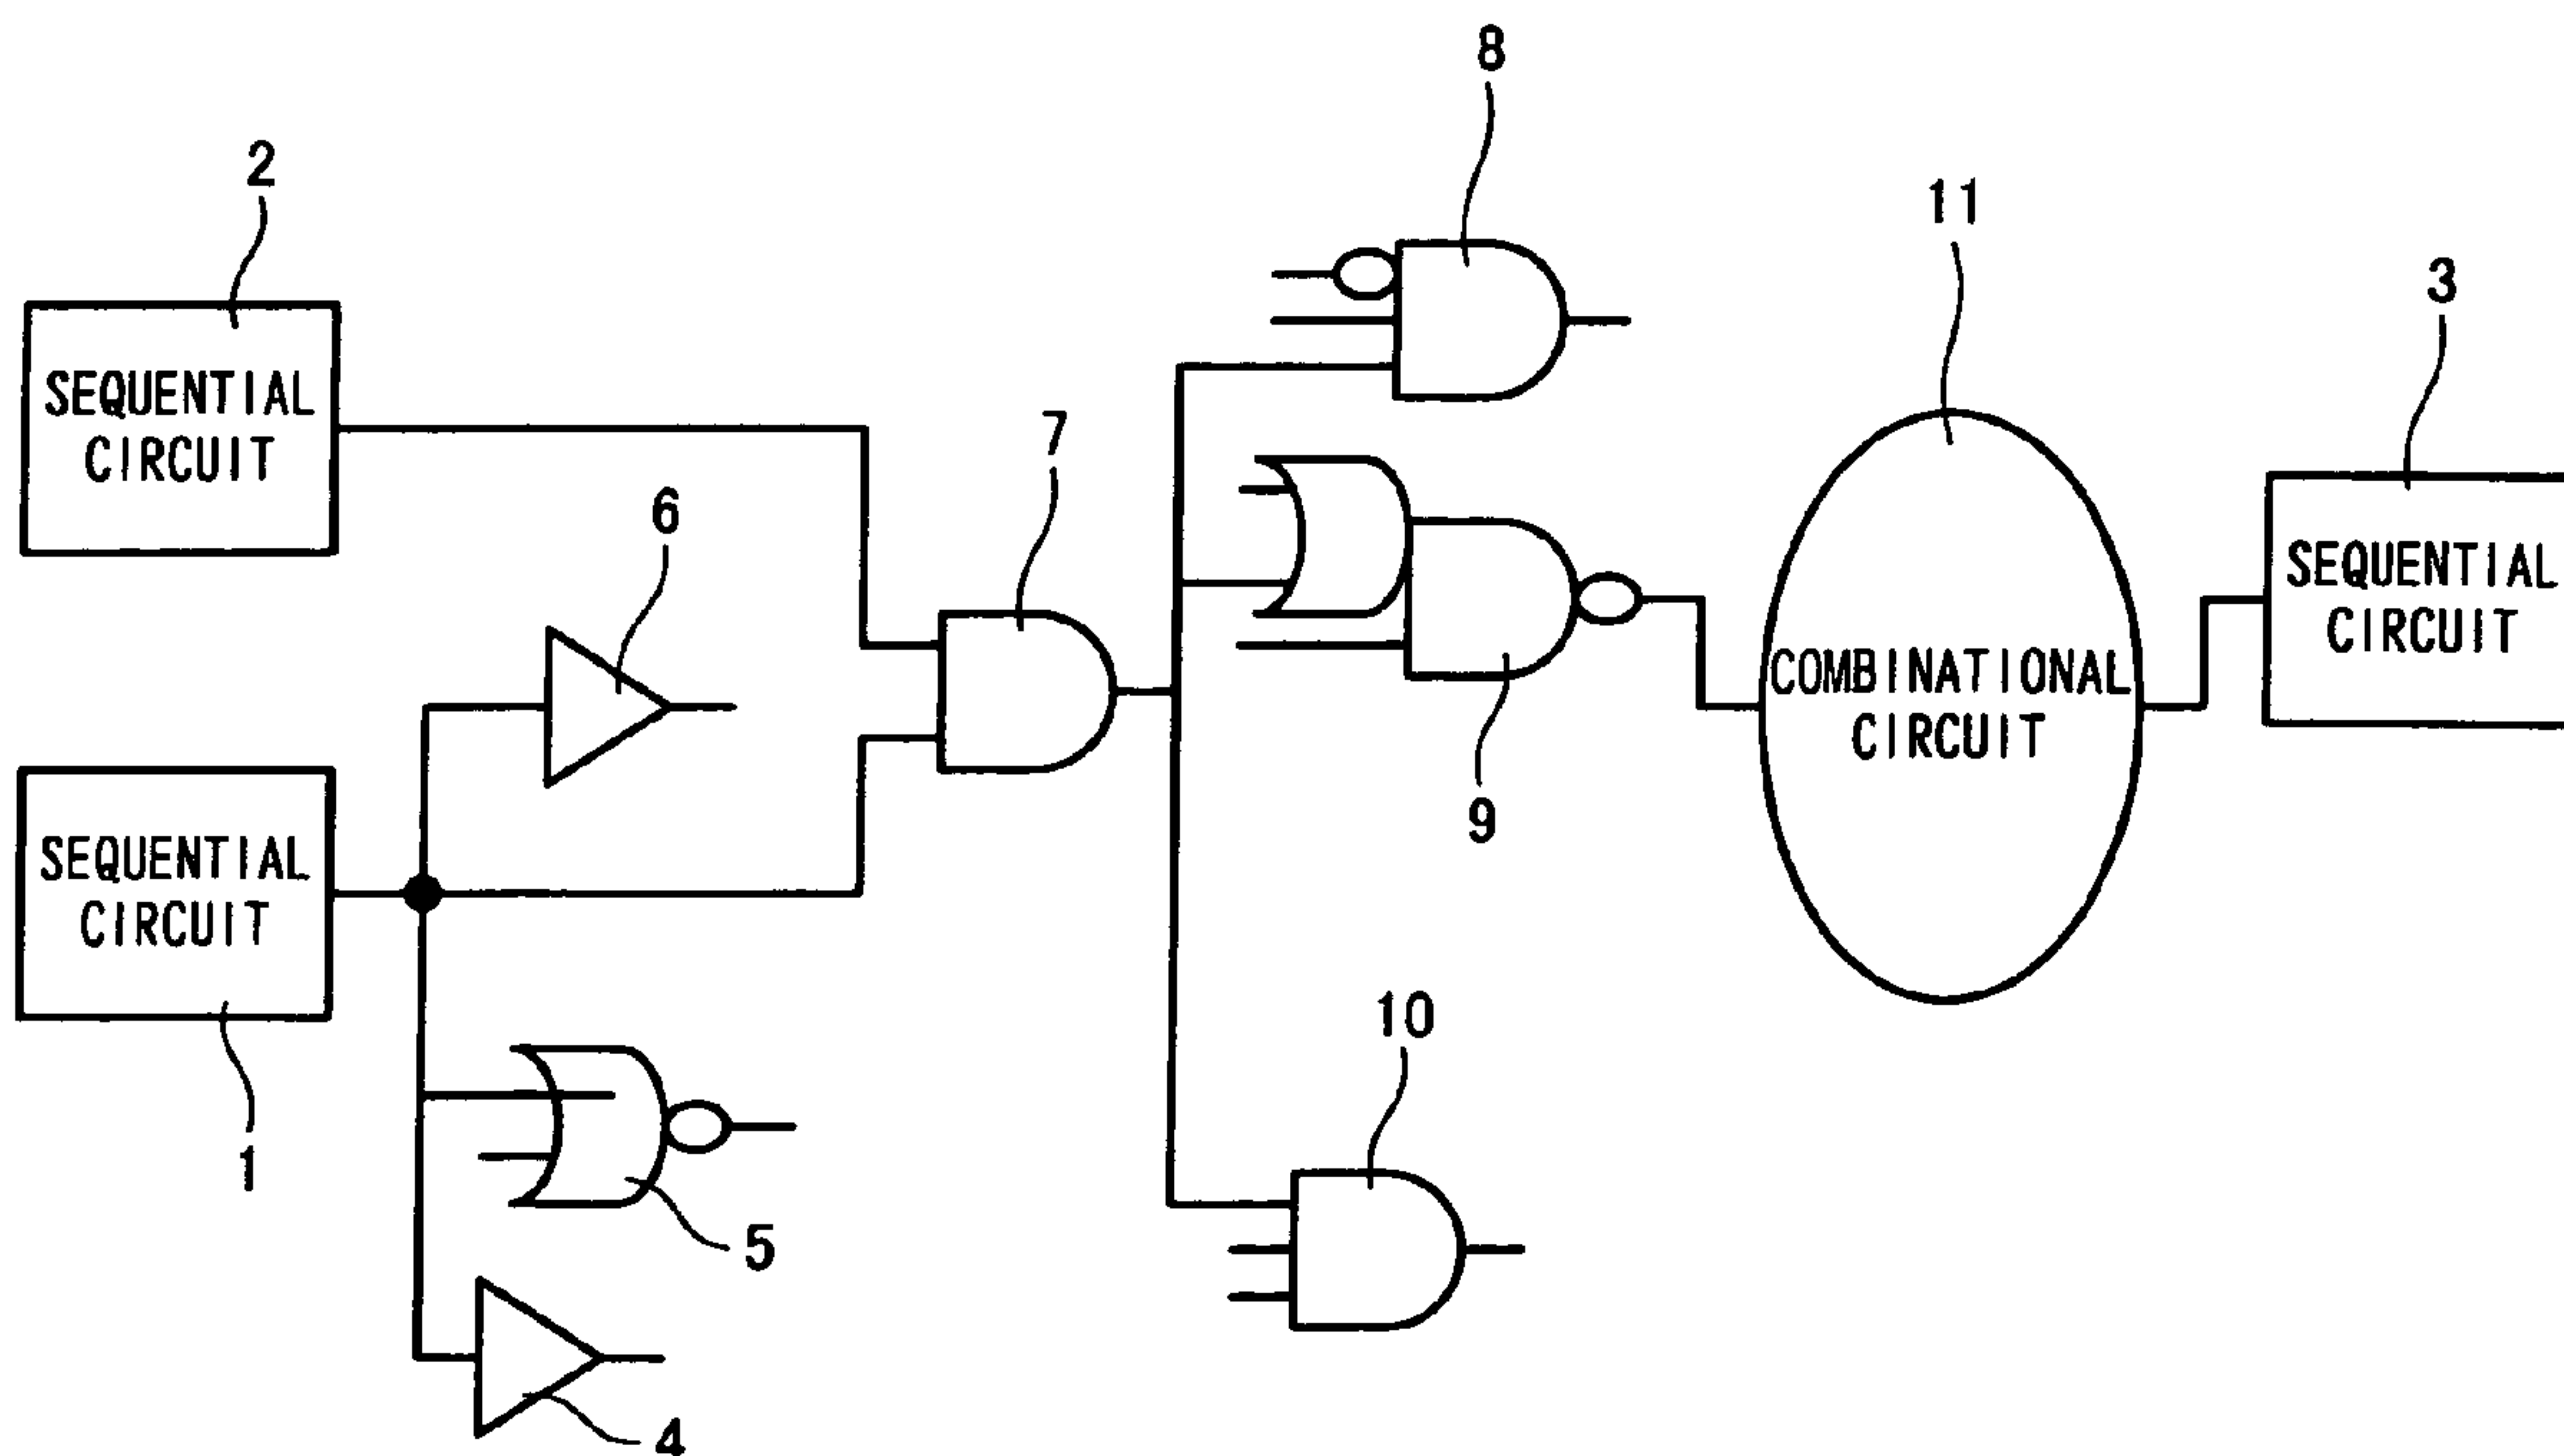 8
2
11
3
SEQUENTIAL
CIRCUIT
7
6
SEQUENTIAL
CIRCUIT
COMBINATIONAL
CIRCUIT
9
SEQUENTIAL
CIRCUIT
10
1
5
4